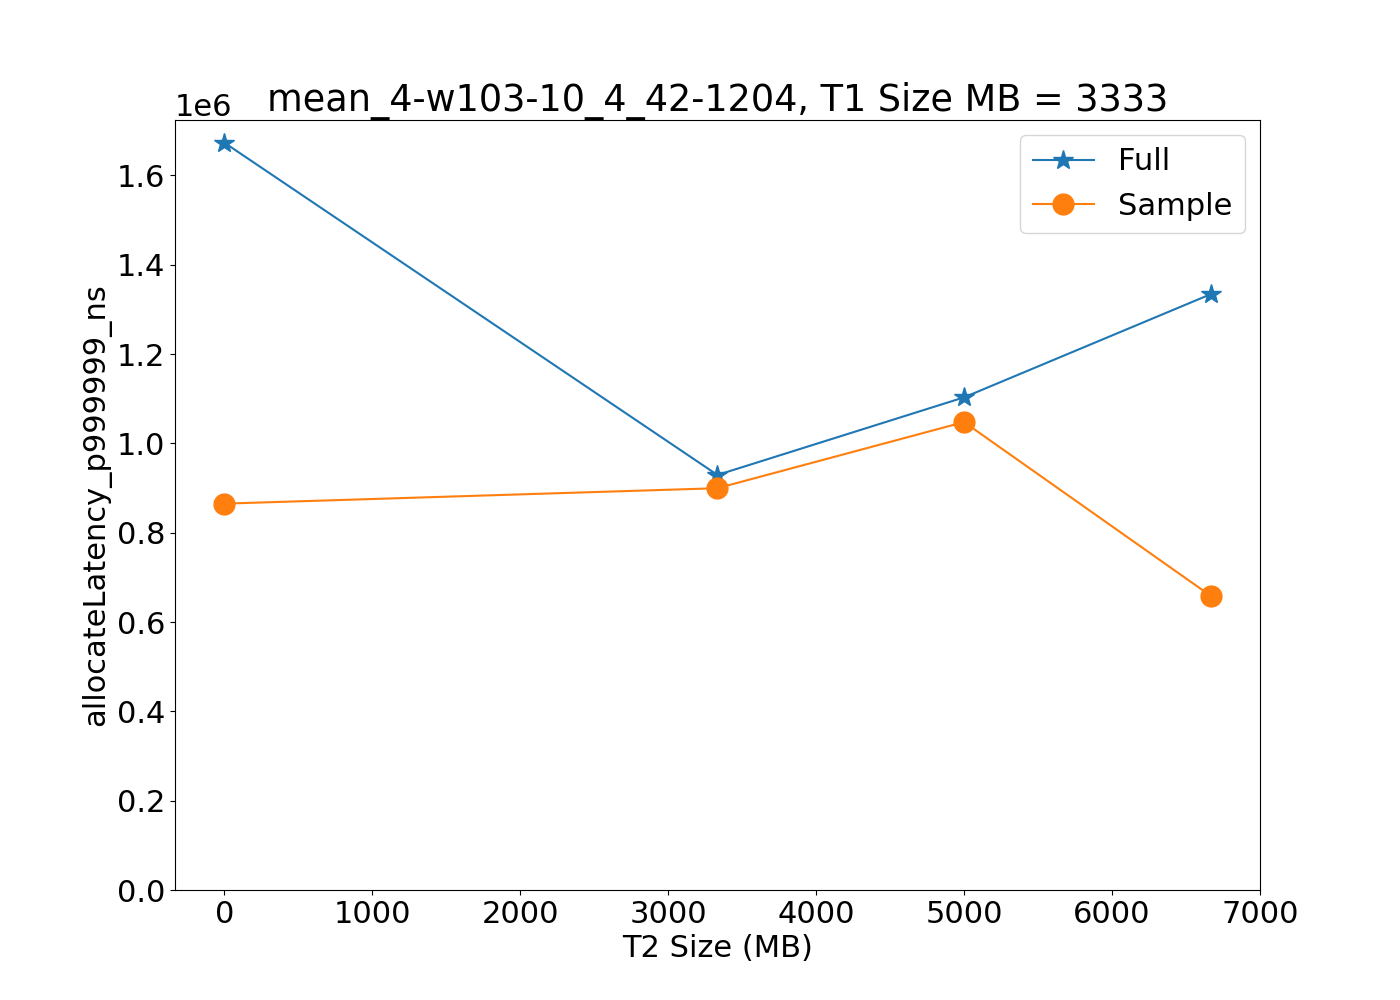 mean_4-w103-10_4_42-1204, T1 Size MB = 3333
1e6
Full
Sample
1.6
1.4
1.2
1.0
0.8
0.6
0.4
0.2
0.0
allocateLatency_p999999_ns
0 1000 2000 3000 4000 5000 6000 7000
T2 Size (MB)